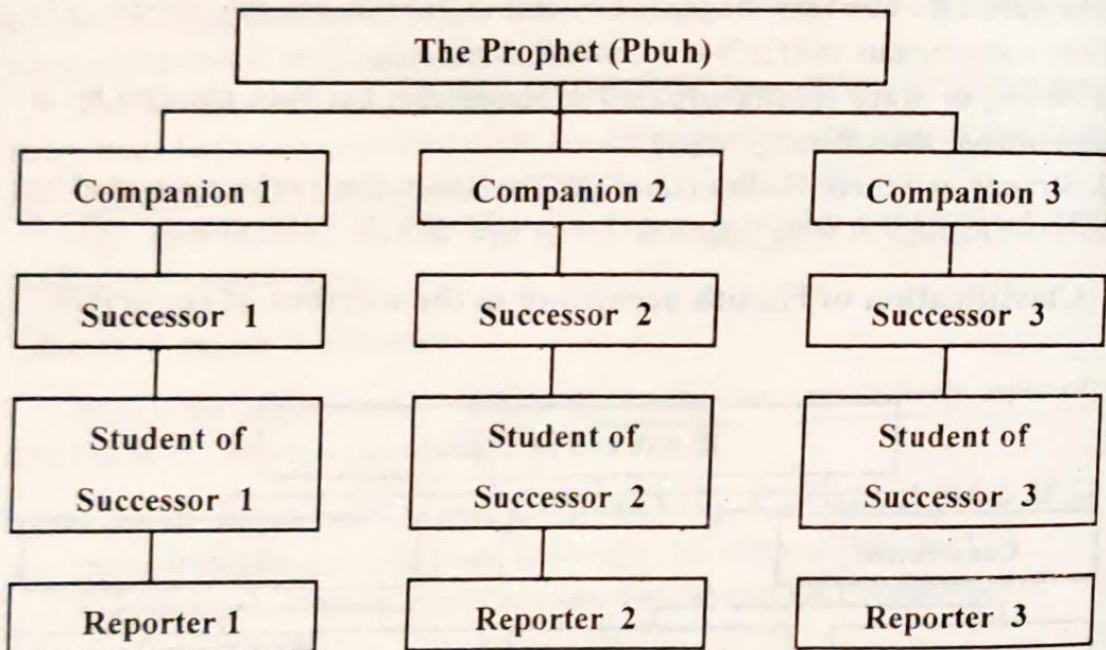 The Prophet (Pbuh)
Companion 1 Companion 2 Companion 3
Successor 1 Successor 2 Successor 3
Student of Student of Student of
Successor 1 Successor 2 Successor 3
Reporter 1 Reporter 2 Reporter 3